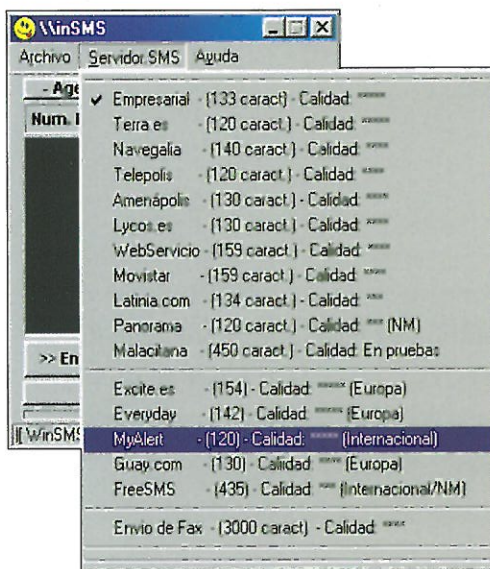 \\inSMS
Archivo Servidor SMS Ayuda
- Age
Num.
✔ Empresarial - (133 caract) - Calidad: ****
Terra.es - (120 caract.) - Calidad: ****
Navegalia - (140 caract.) - Calidad: ****
Telepolis - (120 caract.) - Calidad: ****
Ameriápolis - (130 caract.) - Calidad: ****
Lycos.es - (130 caract.) - Calidad: ****
WebServicio - (159 caract.) - Calidad: ****
Movistar - (159 caract.) - Calidad: ****
Latinia.com - (134 caract.) - Calidad: ***
Panorama - (120 caract.) - Calidad: *** (NM)
Malacitana - (450 caract.) - Calidad: En pruebas
>> En
Excite.es - (154) - Calidad: ***** (Europa)
Everyday - (142) - Calidad: ***** (Europa)
WinSMS
MyAlert - (120) - Calidad: ***** (Internacional)
Guay.com - (130) - Calidad: **** (Europa)
FreeSMS - (435) - Calidad: *** (Internacional/NM)
Envio de Fax - (3000 caract) - Calidad: ****